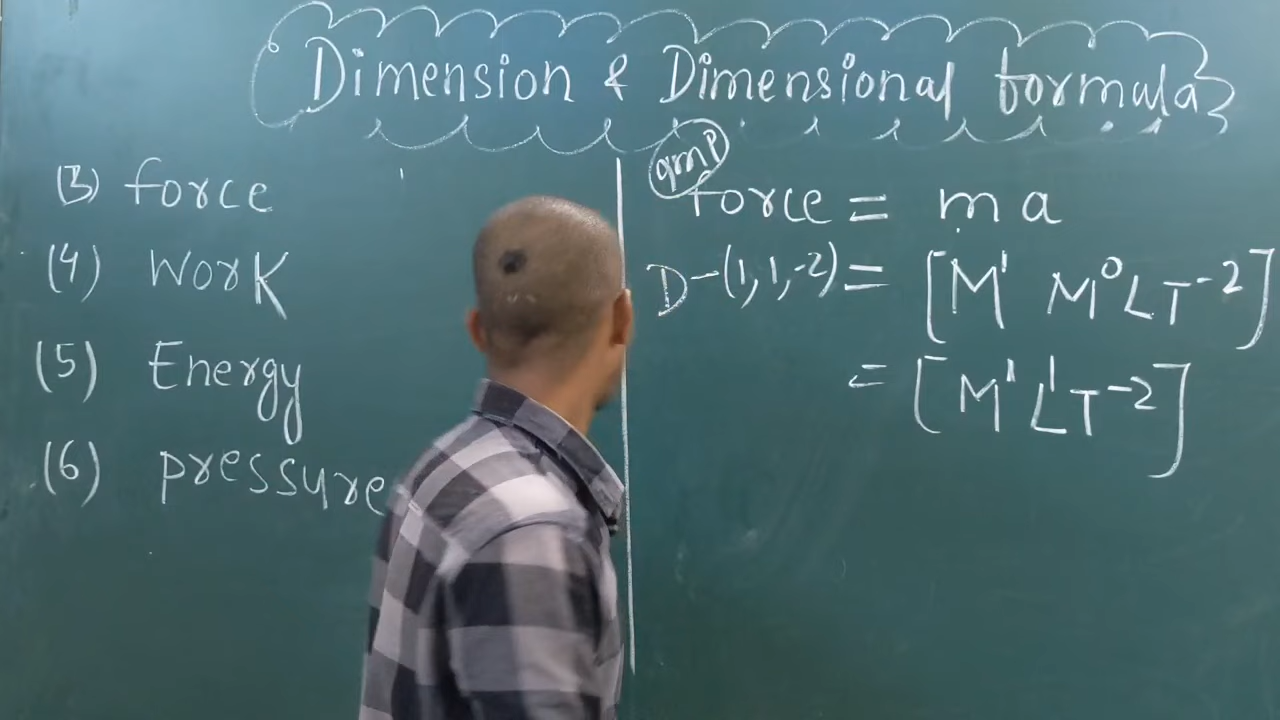 Dimension & Dimensional formula
(3) force
(4) Work
(5) Energy
(6) pressure
force = m a
D-(1, 1, -2) = [M¹ M⁰LT⁻²]
= [M¹L¹T⁻²]